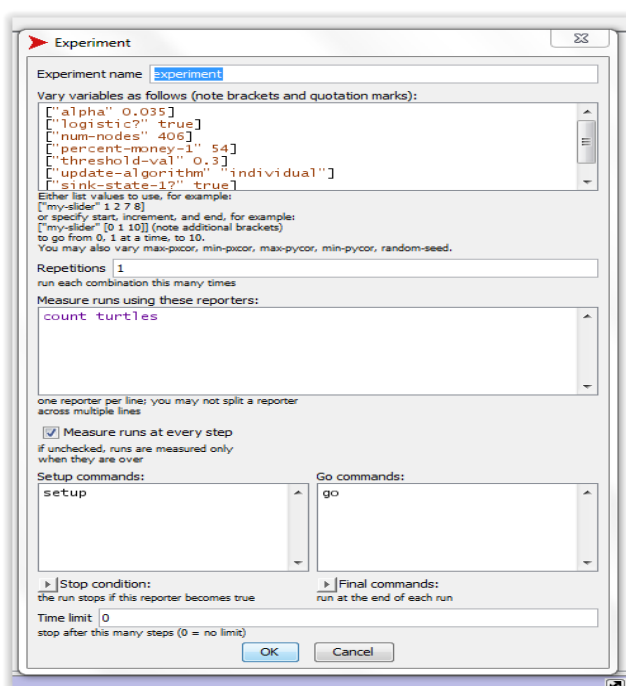 Experiment
Experiment name experiment
Vary variables as follows (note brackets and quotation marks):
["alpha" 0.035]
["logistic?" true]
["num-nodes" 406]
["percent-money-1" 54]
["threshold-val" 0.3]
["update-algorithm" "individual"]
["sink-state-1?" true]
Either list values to use, for example:
["my-slider" 1 2 7 8]
or specify start, increment, and end, for example:
["my-slider" [0 1 10]] (note additional brackets)
to go from 0, 1 at a time, to 10.
You may also vary max-pxcor, min-pxcor, max-pycor, min-pycor, random-seed.
Repetitions 1
run each combination this many times
Measure runs using these reporters:
count turtles
one reporter per line; you may not split a reporter
across multiple lines
Measure runs at every step
if unchecked, runs are measured only
when they are over
Setup commands: Go commands:
setup go
Stop condition: Final commands:
the run stops if this reporter becomes true run at the end of each run
Time limit 0
stop after this many steps (0 = no limit)
OK Cancel